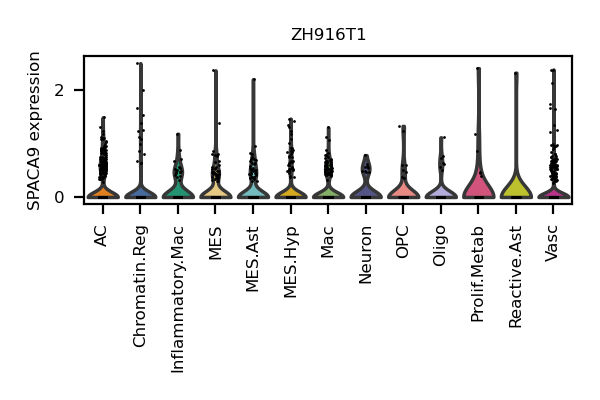 ZH916T1
SPACA9 expression
2
0
AC
Chromatin.Reg
Inflammatory.Mac
MES
MES.Ast
MES.Hyp
Mac
Neuron
OPC
Oligo
Prolif.Metab
Reactive.Ast
Vasc